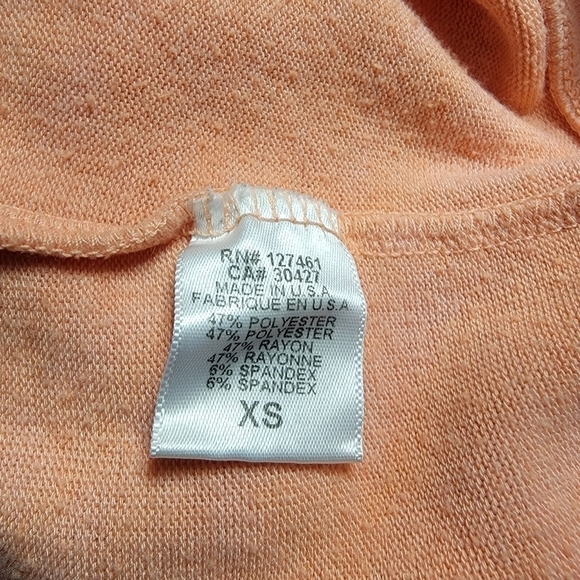 RN# 127461
CA# 30427
MADE IN U.S.A
FABRIQUE EN U.S.A
47% POLYESTER
47% POLYESTER
47% RAYON
47% RAYONNE
6% SPANDEX
6% SPANDEX
XS